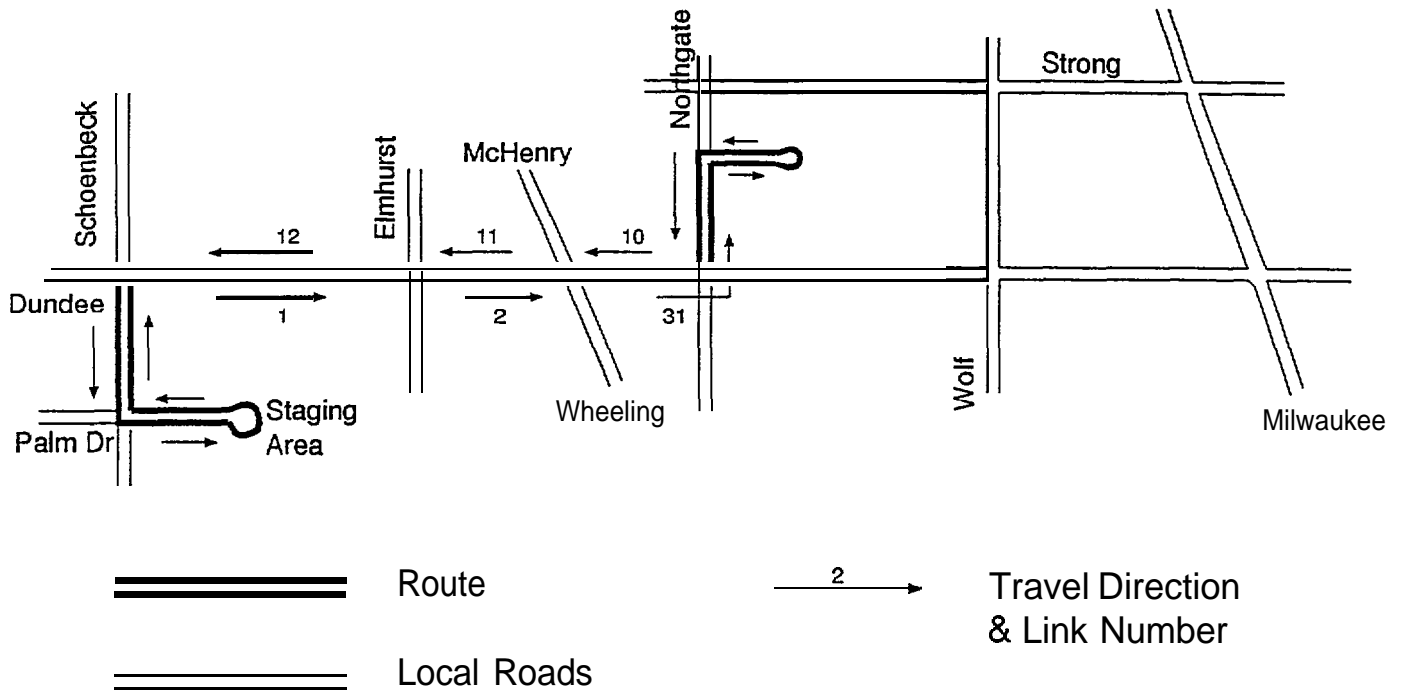 Northgate
Strong
Schoenbeck
Elmhurst
McHenry
12
11
10
Dundee
1
2
31
Wolf
Staging
Area
Wheeling
Palm Dr
Milwaukee
Route
2
Travel Direction
& Link Number
Local Roads